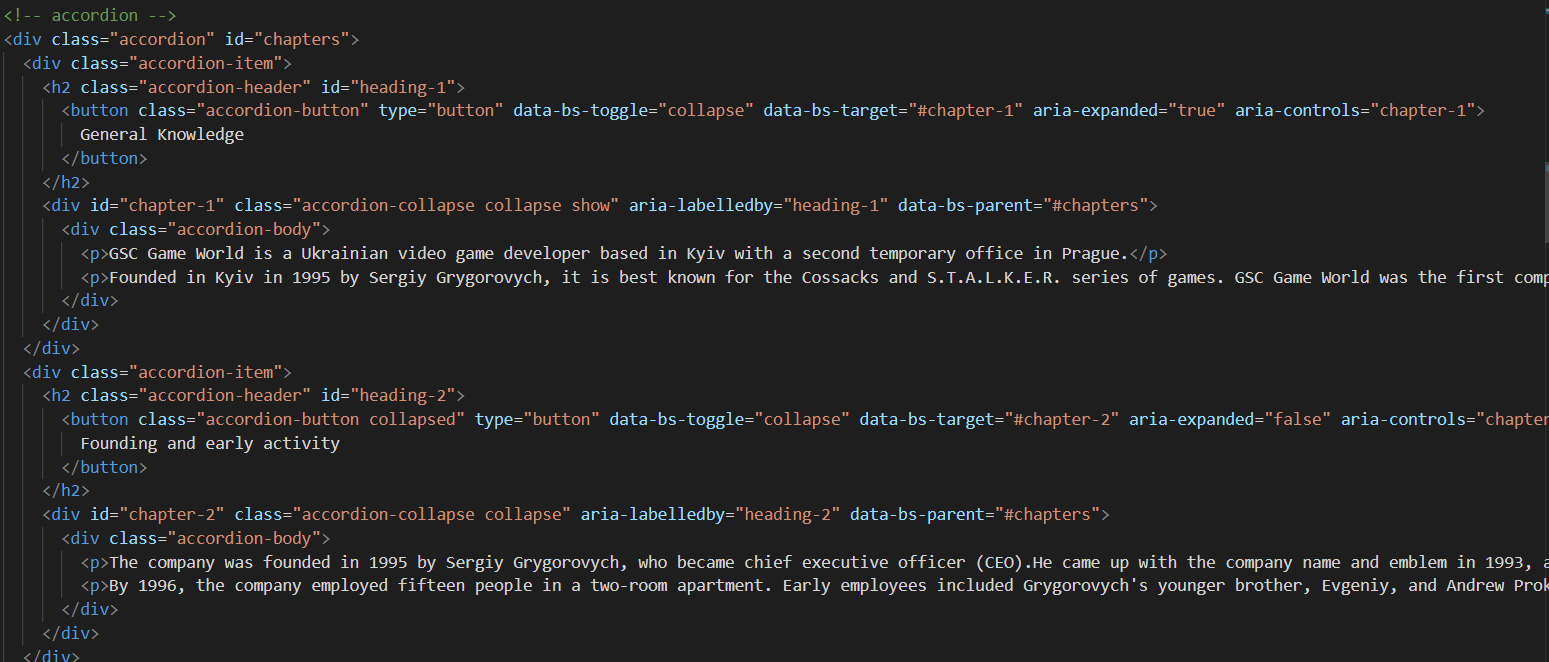 <!-- accordion -->
<div class="accordion" id="chapters">
<div class="accordion-item">
<h2 class="accordion-header" id="heading-1">
<button class="accordion-button" type="button" data-bs-toggle="collapse" data-bs-target="#chapter-1" aria-expanded="true" aria-controls="chapter-1">
General Knowledge
</button>
</h2>
<div id="chapter-1" class="accordion-collapse collapse show" aria-labelledby="heading-1" data-bs-parent="#chapters">
<div class="accordion-body">
<p>GSC Game World is a Ukrainian video game developer based in Kyiv with a second temporary office in Prague.</p>
<p>Founded in Kyiv in 1995 by Sergiy Grygorovych, it is best known for the Cossacks and S.T.A.L.K.E.R. series of games. GSC Game World was the first comp
</div>
</div>
</div>
<div class="accordion-item">
<h2 class="accordion-header" id="heading-2">
<button class="accordion-button collapsed" type="button" data-bs-toggle="collapse" data-bs-target="#chapter-2" aria-expanded="false" aria-controls="chapter
Founding and early activity
</button>
</h2>
<div id="chapter-2" class="accordion-collapse collapse" aria-labelledby="heading-2" data-bs-parent="#chapters">
<div class="accordion-body">
<p>The company was founded in 1995 by Sergiy Grygorovych, who became chief executive officer (CEO).He came up with the company name and emblem in 1993, a
<p>By 1996, the company employed fifteen people in a two-room apartment. Early employees included Grygorovych's younger brother, Evgeniy, and Andrew Prok
</div>
</div>
</div>